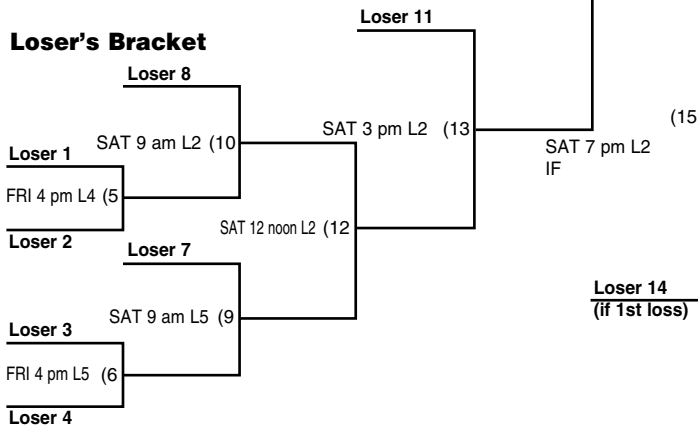 Loser 11
Loser's Bracket
Loser 8
SAT 3 pm L2 (13
(15
SAT 9 am L2 (10
SAT 7 pm L2
IF
Loser 1
FRI 4 pm L4 (5
SAT 12 noon L2 (12
Loser 2
Loser 7
Loser 14
(if 1st loss)
SAT 9 am L5 (9
Loser 3
FRI 4 pm L5 (6
Loser 4